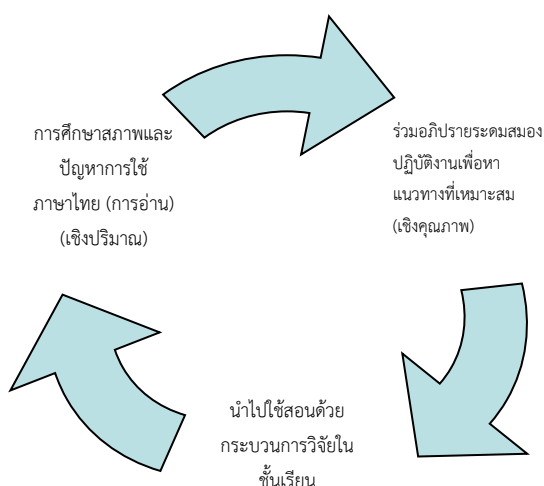 การศึกษาสภาพและ
ปัญหาการใช้
ภาษาไทย (การอ่าน)
(เชิงปริมาณ)
ร่วมอภิปรายระดมสมอง
ปฏิบัติงานเพื่อหา
แนวทางที่เหมาะสม
(เชิงคุณภาพ)
นำไปใช้สอนด้วย
กระบวนการวิจัยใน
ชั้นเรียน